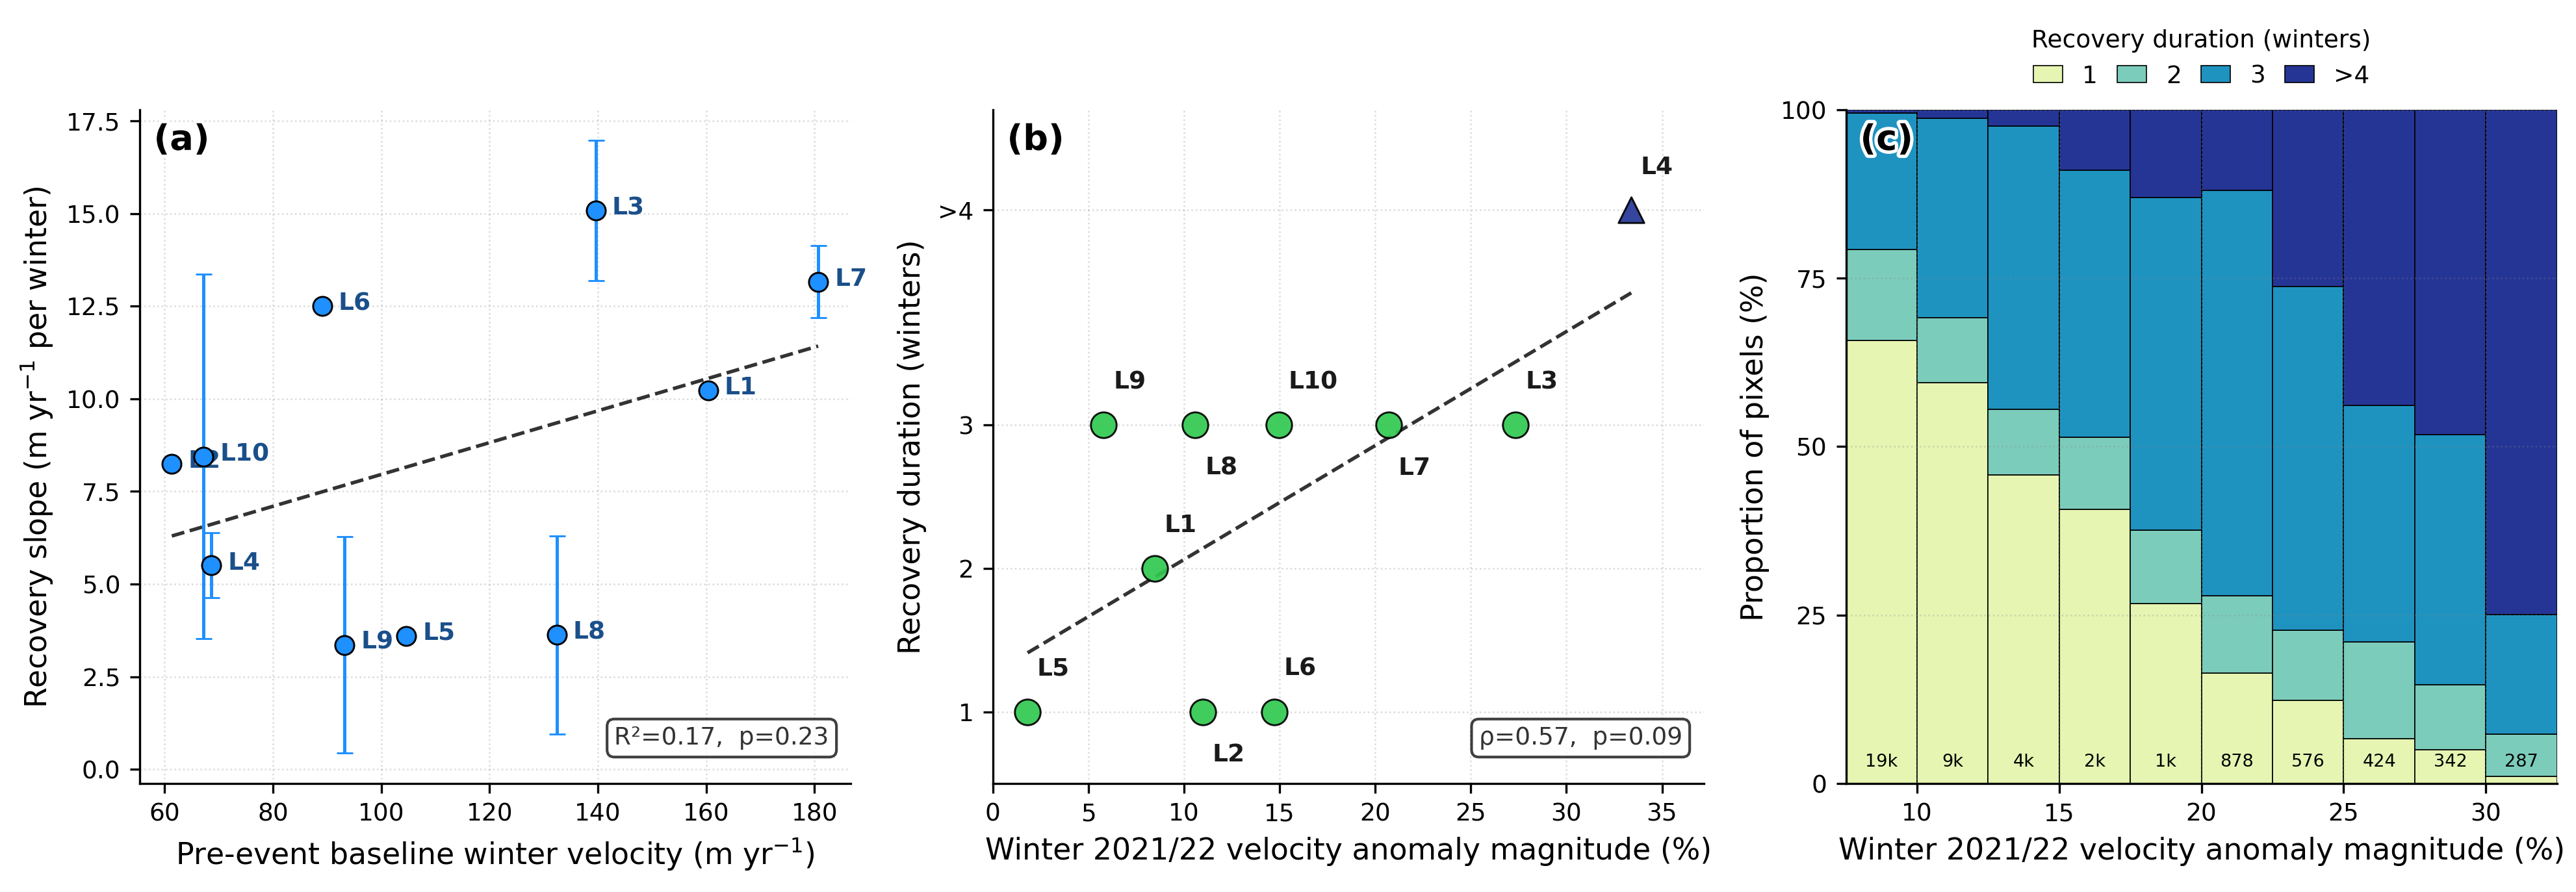 Recovery duration (winters)
1 2 3 >4
(a)
17.5
15.0
12.5
10.0
7.5
5.0
2.5
0.0
Recovery slope (m yr⁻¹ per winter)
L3
L7
L6
L1
L10
L4
L9
L5
L8
R²=0.17, p=0.23
60 80 100 120 140 160 180
Pre-event baseline winter velocity (m yr⁻¹)
(b)
>4
3
2
1
Recovery duration (winters)
L4
L9
L10
L3
L8
L7
L1
L5
L6
L2
ρ=0.57, p=0.09
0 5 10 15 20 25 30 35
Winter 2021/22 velocity anomaly magnitude (%)
(c)
100
75
50
25
0
Proportion of pixels (%)
19k 9k 4k 2k 1k 878 576 424 342 287
10 15 20 25 30
Winter 2021/22 velocity anomaly magnitude (%)